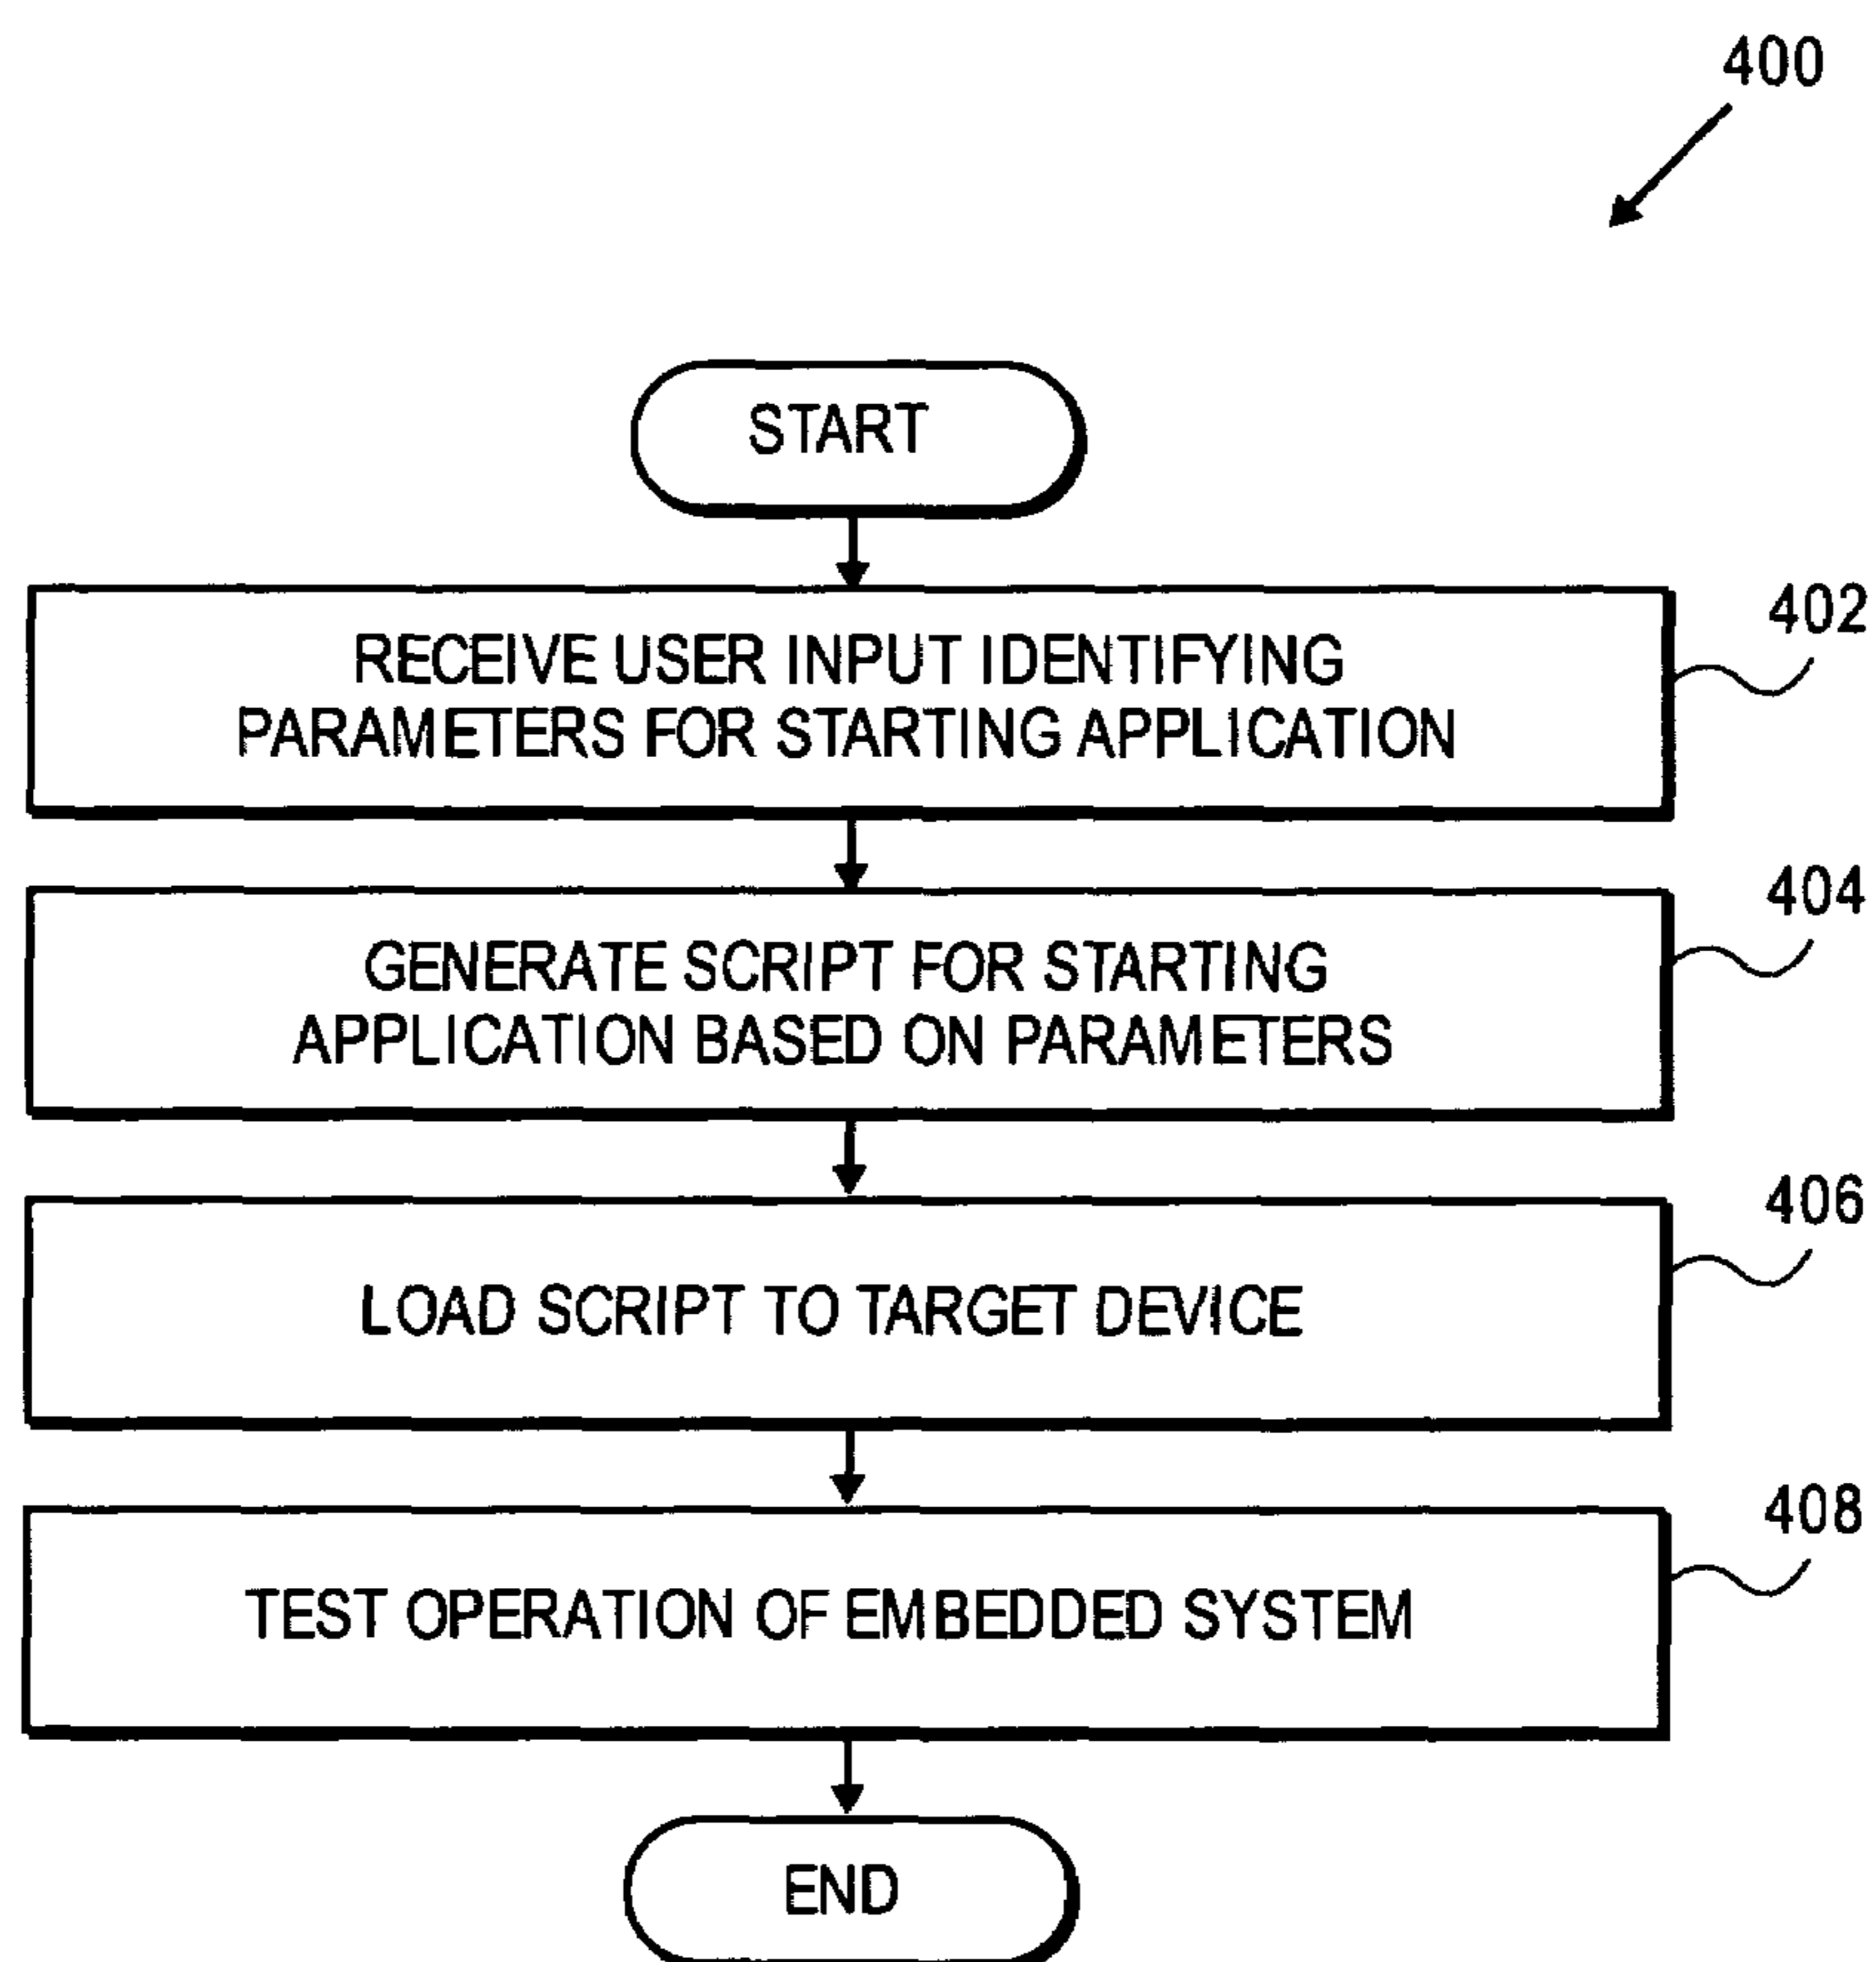 400
START
RECEIVE USER INPUT IDENTIFYING
PARAMETERS FOR STARTING APPLICATION
402
GENERATE SCRIPT FOR STARTING
APPLICATION BASED ON PARAMETERS
404
LOAD SCRIPT TO TARGET DEVICE
406
TEST OPERATION OF EMBEDDED SYSTEM
408
END